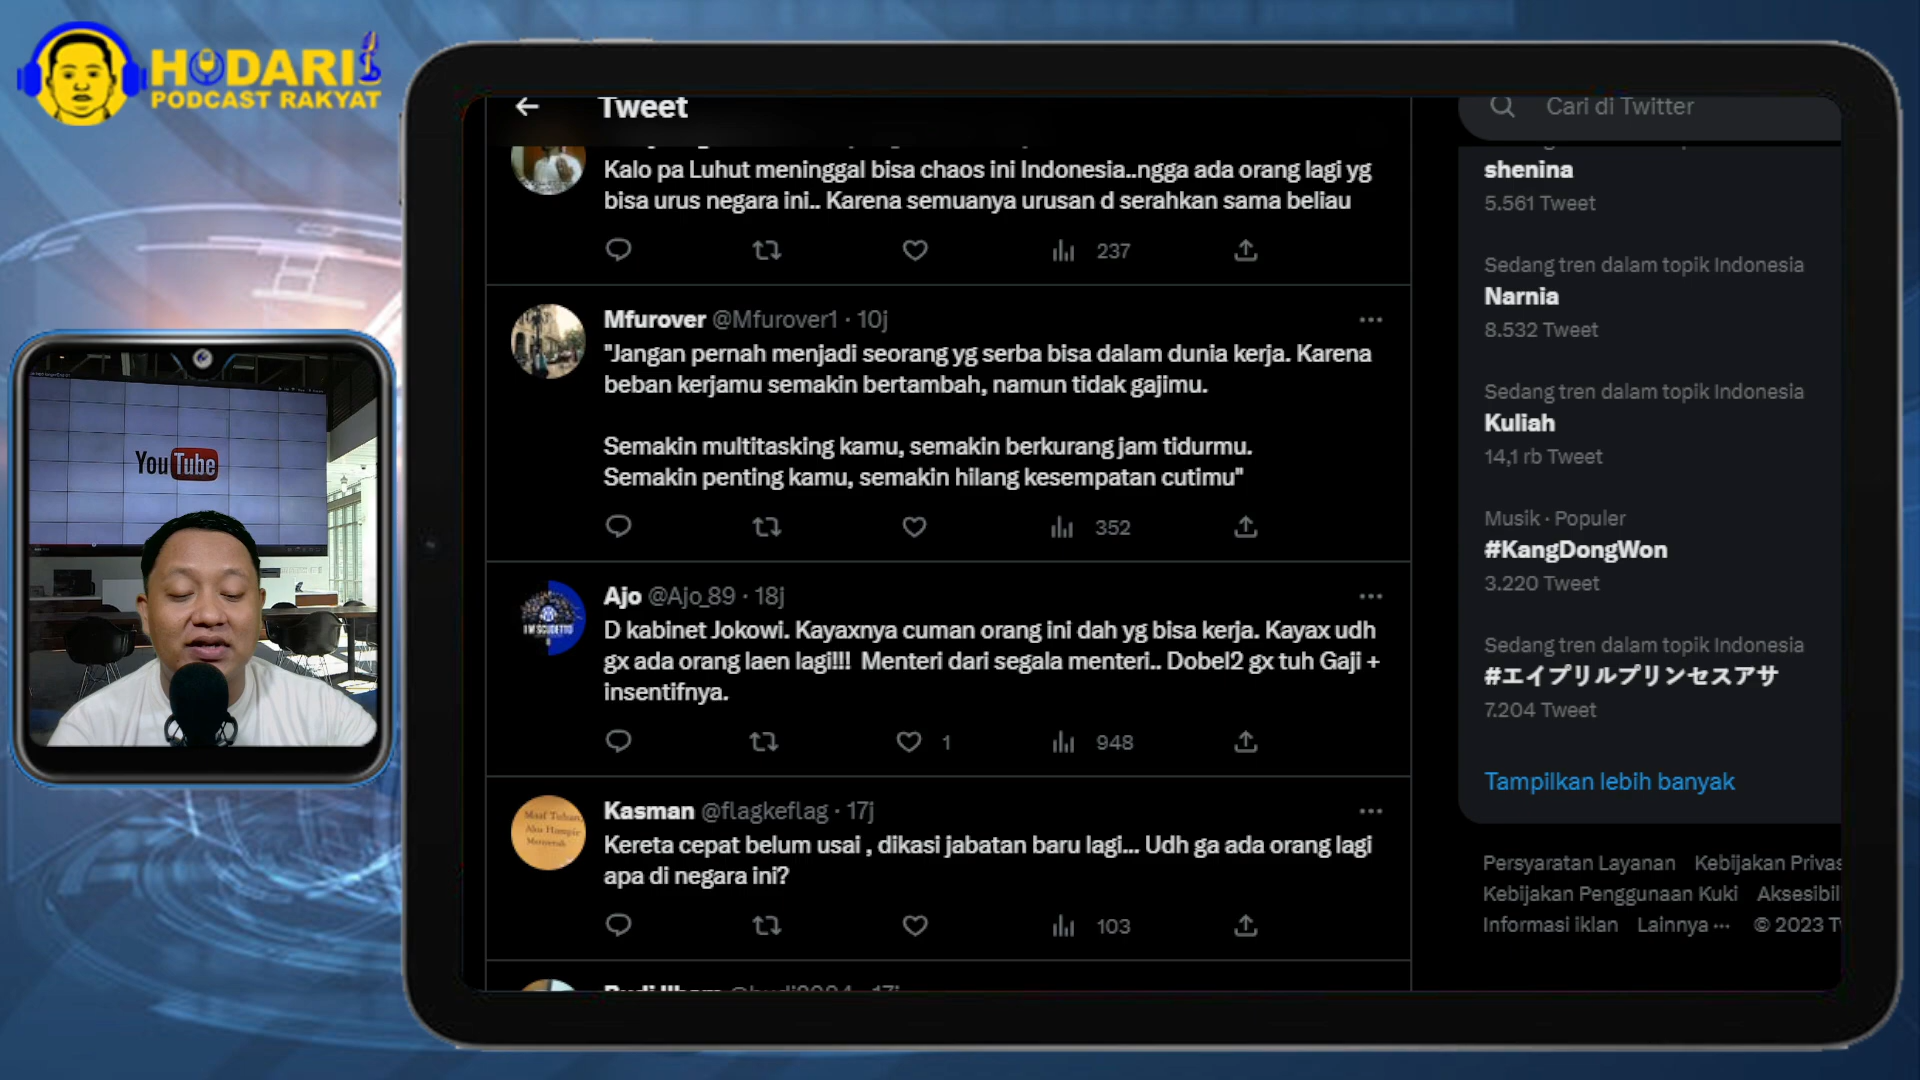 HODARI
PODCAST RAKYAT
YouTube
Tweet
Kalo pa Luhut meninggal bisa chaos ini Indonesia..ngga ada orang lagi yg
bisa urus negara ini.. Karena semuanya urusan d serahkan sama beliau
237
Mfurover @Mfurover1 · 10j
"Jangan pernah menjadi seorang yg serba bisa dalam dunia kerja. Karena
beban kerjamu semakin bertambah, namun tidak gajimu.
Semakin multitasking kamu, semakin berkurang jam tidurmu.
Semakin penting kamu, semakin hilang kesempatan cutimu"
352
I M SCUDETTO
Ajo @Ajo_89 · 18j
D kabinet Jokowi. Kayaxnya cuman orang ini dah yg bisa kerja. Kayax udh
gx ada orang laen lagi!!! Menteri dari segala menteri.. Dobel2 gx tuh Gaji +
insentifnya.
1
948
Maaf Tuhan,
Aku Hampir
Menyerah
Kasman @flagkeflag · 17j
Kereta cepat belum usai , dikasi jabatan baru lagi... Udh ga ada orang lagi
apa di negara ini?
103
Cari di Twitter
shenina
5.561 Tweet
Sedang tren dalam topik Indonesia
Narnia
8.532 Tweet
Sedang tren dalam topik Indonesia
Kuliah
14,1 rb Tweet
Musik · Populer
#KangDongWon
3.220 Tweet
Sedang tren dalam topik Indonesia
#エイプリルプリンセスアサ
7.204 Tweet
Tampilkan lebih banyak
Persyaratan Layanan Kebijakan Privas
Kebijakan Penggunaan Kuki Aksesibil
Informasi iklan Lainnya ··· © 2023 Tw